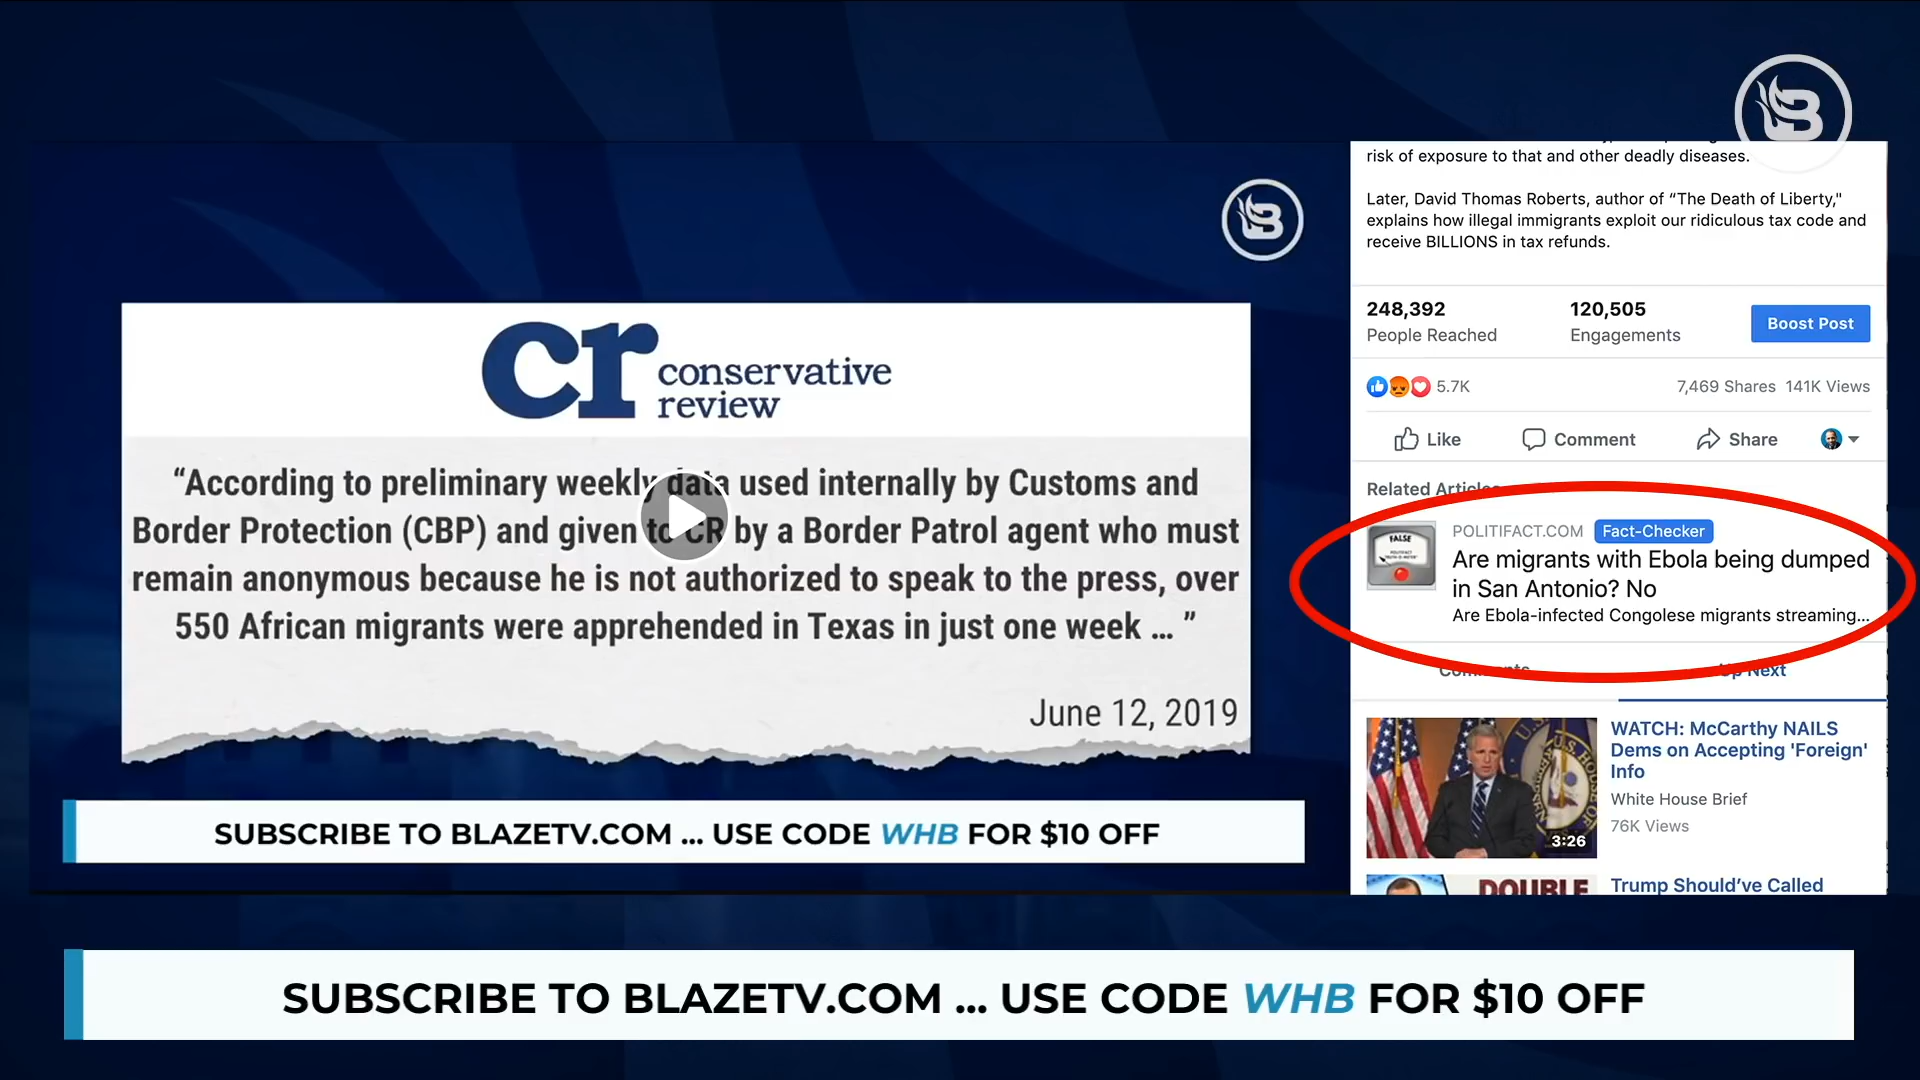 cr conservative
review
“According to preliminary weekly data used internally by Customs and
Border Protection (CBP) and given to CR by a Border Patrol agent who must
remain anonymous because he is not authorized to speak to the press, over
550 African migrants were apprehended in Texas in just one week ... ”
June 12, 2019
SUBSCRIBE TO BLAZETV.COM ... USE CODE WHB FOR $10 OFF
risk of exposure to that and other deadly diseases.
Later, David Thomas Roberts, author of “The Death of Liberty,"
explains how illegal immigrants exploit our ridiculous tax code and
receive BILLIONS in tax refunds.
248,392
People Reached
120,505
Engagements
Boost Post
5.7K
7,469 Shares 141K Views
Like
Comment
Share
Related Articles
FALSE
POLITIFACT.COM Fact-Checker
Are migrants with Ebola being dumped
in San Antonio? No
Are Ebola-infected Congolese migrants streaming...
Comments
Up Next
WATCH: McCarthy NAILS
Dems on Accepting 'Foreign'
Info
White House Brief
76K Views
3:26
DOUBLE
Trump Should’ve Called
SUBSCRIBE TO BLAZETV.COM ... USE CODE WHB FOR $10 OFF